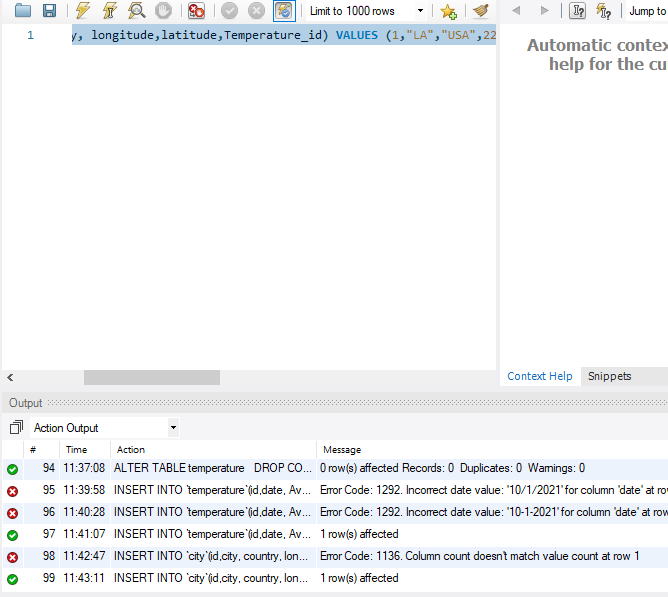 Limit to 1000 rows
Jump to
1 y, longitude,latitude,Temperature_id) VALUES (1,"LA","USA",22
Automatic contex
help for the cu
Context Help Snippets
Output
Action Output
# Time Action Message
94 11:37:08 ALTER TABLE temperature DROP CO... 0 row(s) affected Records: 0 Duplicates: 0 Warnings: 0
95 11:39:58 INSERT INTO `temperature`(id,date, Av... Error Code: 1292. Incorrect date value: '10/1/2021' for column 'date' at row
96 11:40:28 INSERT INTO `temperature`(id,date, Av... Error Code: 1292. Incorrect date value: '10-1-2021' for column 'date' at row
97 11:41:07 INSERT INTO `temperature`(id,date, Av... 1 row(s) affected
98 11:42:47 INSERT INTO `city`(id,city, country, lon... Error Code: 1136. Column count doesn't match value count at row 1
99 11:43:11 INSERT INTO `city`(id,city, country, lon... 1 row(s) affected